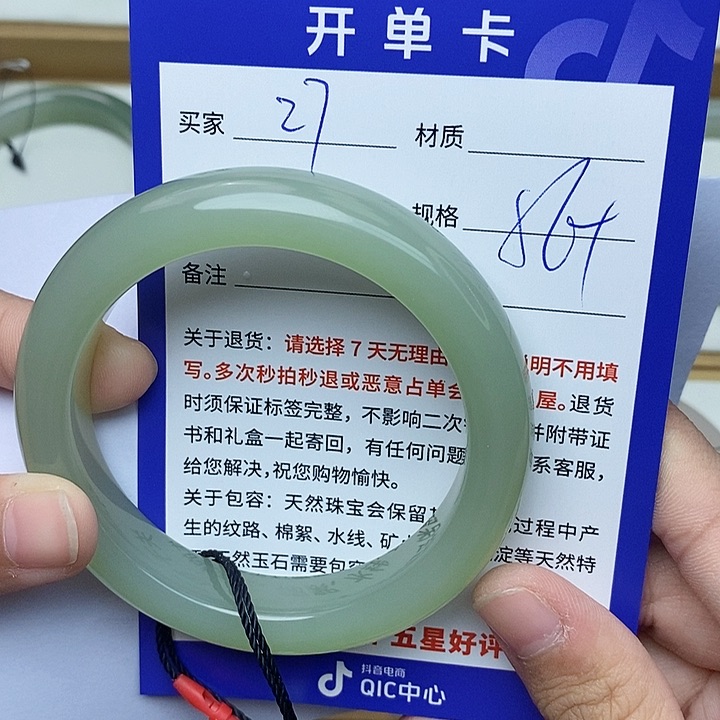 开单卡
买家 27 材质
规格 864
备注
关于退货：请选择7天无理由 说明不用填
写。多次秒拍秒退或恶意占单会 屋。退货
时须保证标签完整，不影响二次 并附带证
书和礼盒一起寄回，有任何问题 系客服，
给您解决，祝您购物愉快。
关于包容：天然珠宝会保留 过程中产
生的纹路、棉絮、水线、矿 淀等天然特
天然玉石需要包容
五星好评
抖音电商
QIC中心